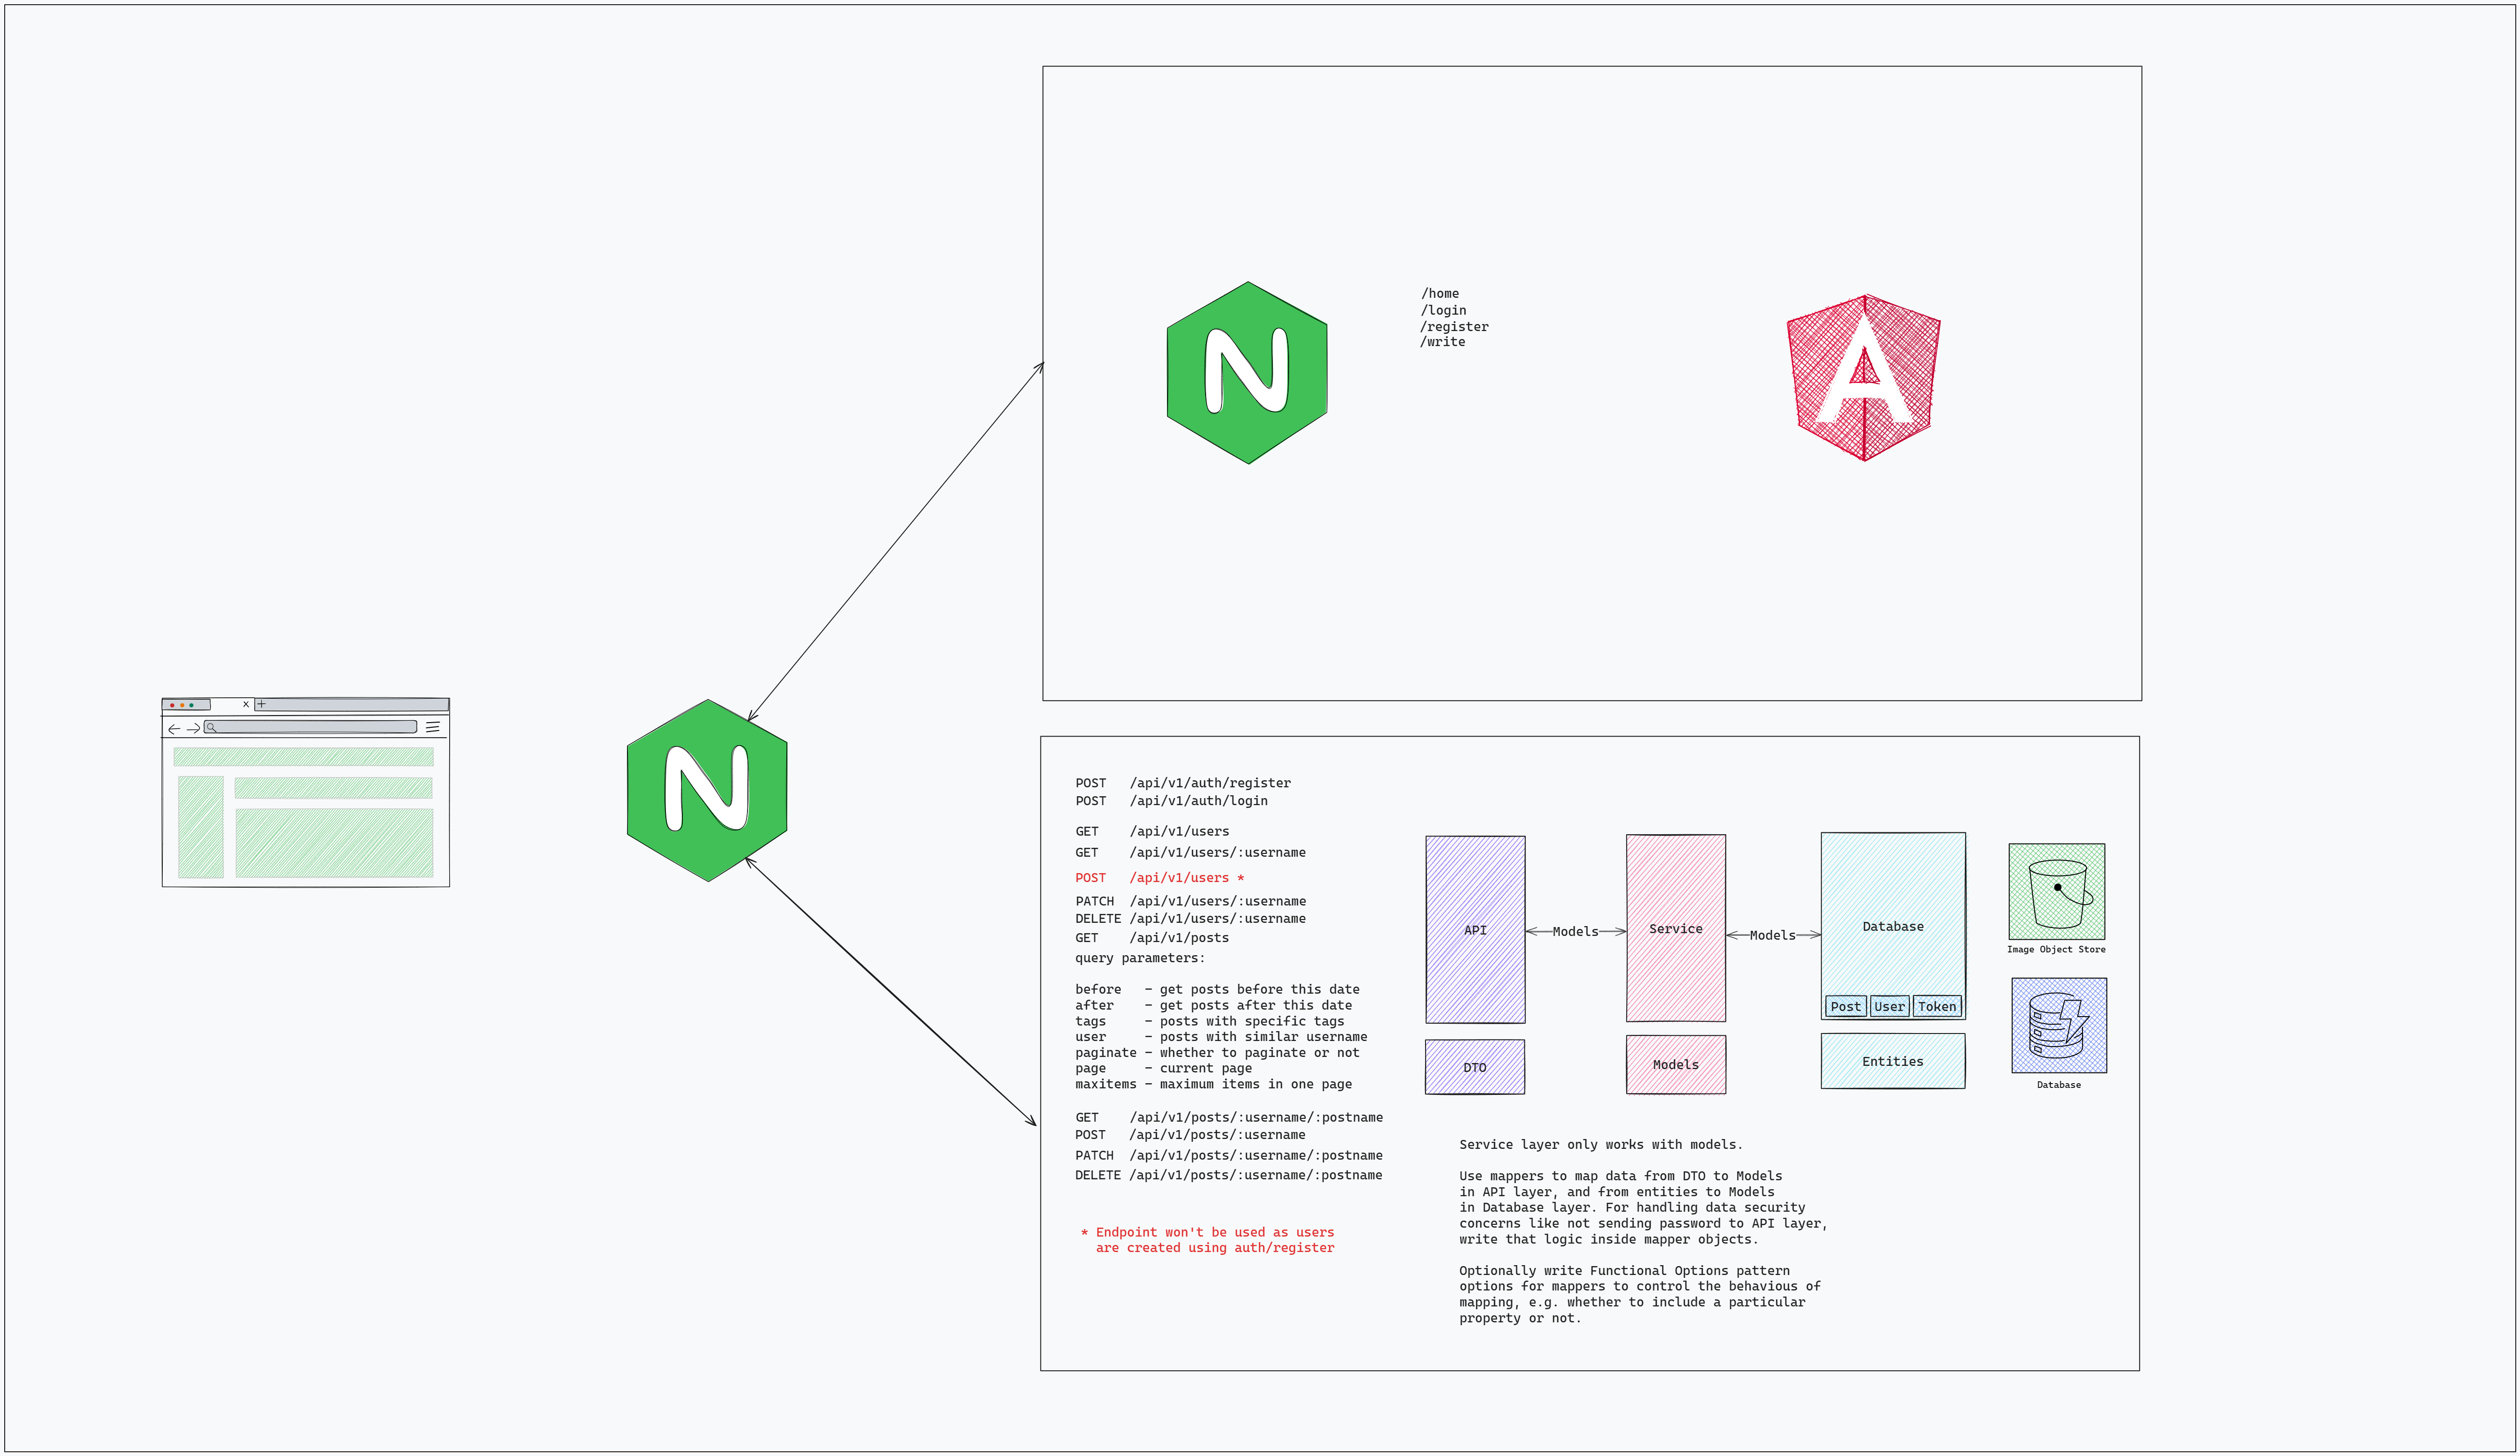 /home
/login
/register
/write
POST /api/v1/auth/register
POST /api/v1/auth/login
GET /api/v1/users
GET /api/v1/users/:username
POST /api/v1/users *
PATCH /api/v1/users/:username
DELETE /api/v1/users/:username
GET /api/v1/posts
query parameters:
before - get posts before this date
after - get posts after this date
tags - posts with specific tags
user - posts with similar username
paginate - whether to paginate or not
page - current page
maxitems - maximum items in one page
GET /api/v1/posts/:username/:postname
POST /api/v1/posts/:username
PATCH /api/v1/posts/:username/:postname
DELETE /api/v1/posts/:username/:postname
* Endpoint won't be used as users
are created using auth/register
API
Models
Service
Models
Database
Post User Token
DTO
Models
Entities
Image Object Store
Database
Service layer only works with models.
Use mappers to map data from DTO to Models
in API layer, and from entities to Models
in Database layer. For handling data security
concerns like not sending password to API layer,
write that logic inside mapper objects.
Optionally write Functional Options pattern
options for mappers to control the behavious of
mapping, e.g. whether to include a particular
property or not.